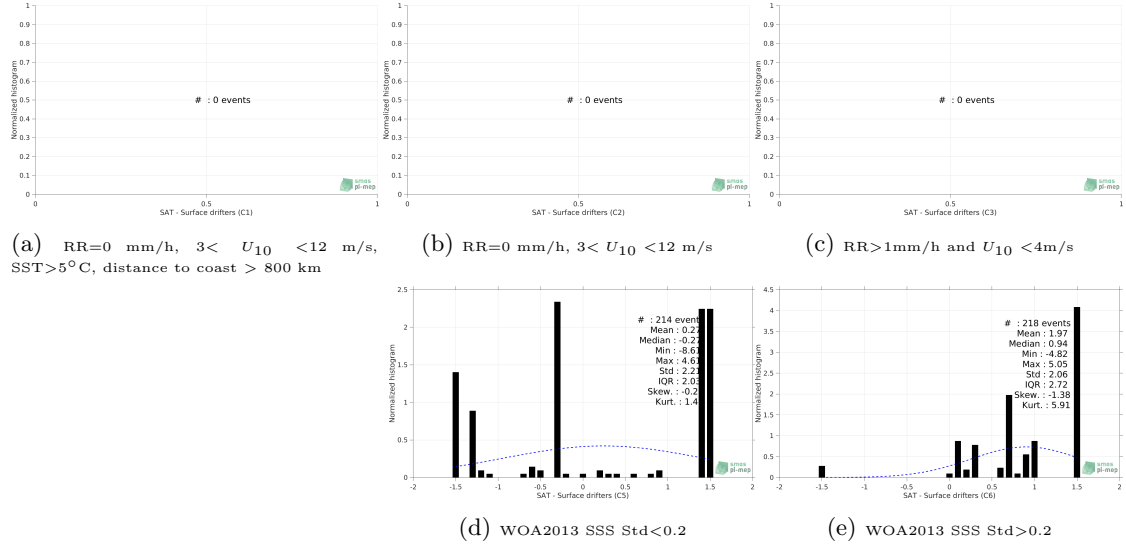 1
0.9
0.8
0.7
0.6
0.5
0.4
0.3
0.2
0.1
0
Normalized histogram
# : 0 events
smos
pi-mep
0 0.5 1
SAT - Surface drifters (C1)
1
0.9
0.8
0.7
0.6
0.5
0.4
0.3
0.2
0.1
0
Normalized histogram
# : 0 events
smos
pi-mep
0 0.5 1
SAT - Surface drifters (C2)
1
0.9
0.8
0.7
0.6
0.5
0.4
0.3
0.2
0.1
0
Normalized histogram
# : 0 events
smos
pi-mep
0 0.5 1
SAT - Surface drifters (C3)
(a) RR=0 mm/h, 3< U10 <12 m/s,
SST>5°C, distance to coast > 800 km
(b) RR=0 mm/h, 3< U10 <12 m/s
(c) RR>1mm/h and U10 <4m/s
2.5
2
1.5
1
0.5
0
Normalized histogram
# : 214 event
Mean : 0.27
Median : -0.27
Min : -8.61
Max : 4.61
Std : 2.21
IQR : 2.03
Skew. : -0.2
Kurt. : 1.4
smos
pi-mep
-2 -1.5 -1 -0.5 0 0.5 1 1.5 2
SAT - Surface drifters (C5)
4.5
4
3.5
3
2.5
2
1.5
1
0.5
0
Normalized histogram
# : 218 events
Mean : 1.97
Median : 0.94
Min : -4.82
Max : 5.05
Std : 2.06
IQR : 2.72
Skew. : -1.38
Kurt. : 5.91
smos
pi-mep
-2 -1.5 -1 -0.5 0 0.5 1 1.5 2
SAT - Surface drifters (C6)
(d) WOA2013 SSS Std<0.2
(e) WOA2013 SSS Std>0.2